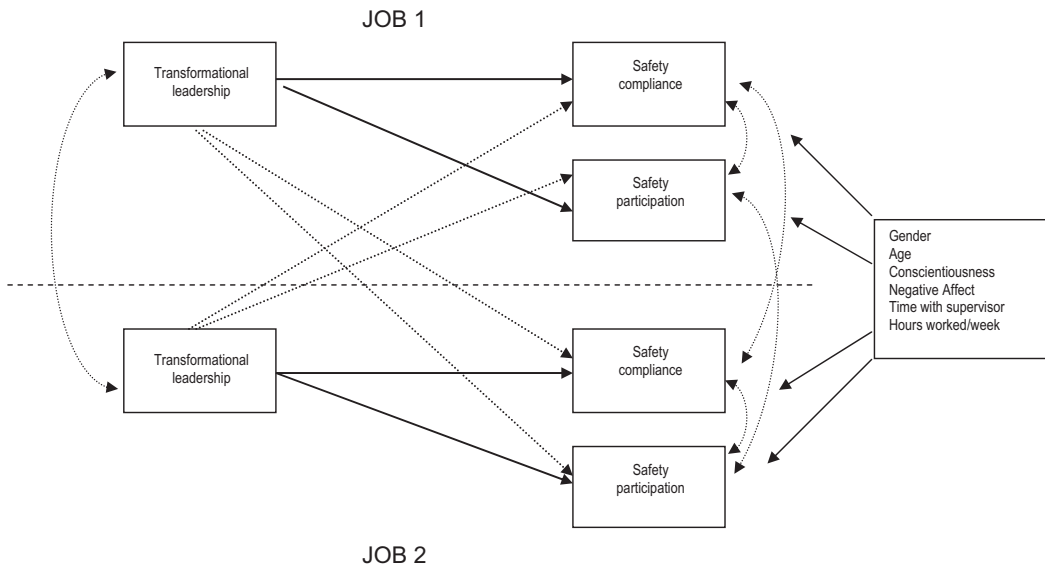 JOB 1
Transformational
leadership
Safety
compliance
Safety
participation
Gender
Age
Conscientiousness
Negative Affect
Time with supervisor
Hours worked/week
Transformational
leadership
Safety
compliance
Safety
participation
JOB 2